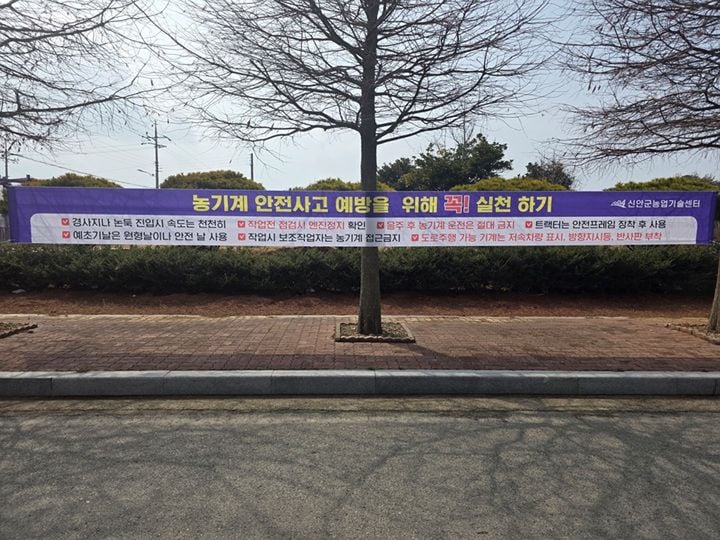 농기계 안전사고 예방을 위해 꼭! 실천 하기
신안군농업기술센터
경사지나 논둑 진입시 속도는 천천히 작업전 점검시 엔진정지 확인 음주 후 농기계 운전은 절대 금지 트랙터는 안전프레임 장착 후 사용
예초기날은 원형날이나 안전 날 사용 작업시 보조작업자는 농기계 접근금지 도로주행 가능 기계는 저속차량 표시, 방향지시등, 반사판 부착